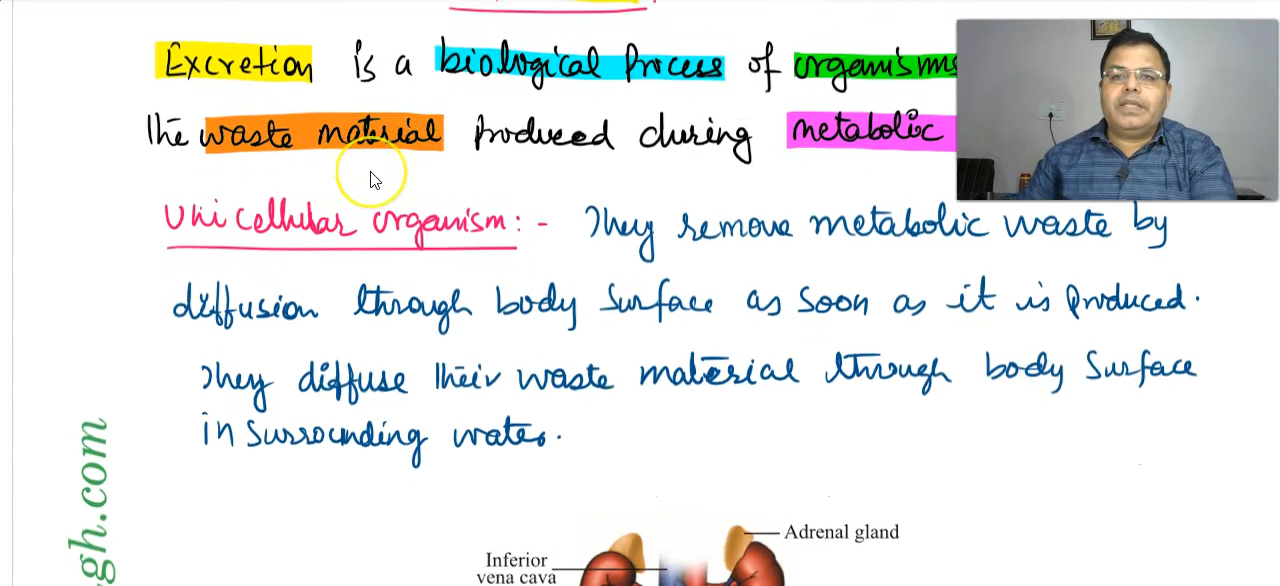 Excretion is a biological Process of organisms
The waste material Produced during metabolic
Unicellular organism:- They remove metabolic waste by
diffusion through body Surface as Soon as it is Produced.
They diffuse their waste material through body Surface
in Surrounding water.
gh.com
Adrenal gland
Inferior
vena cava